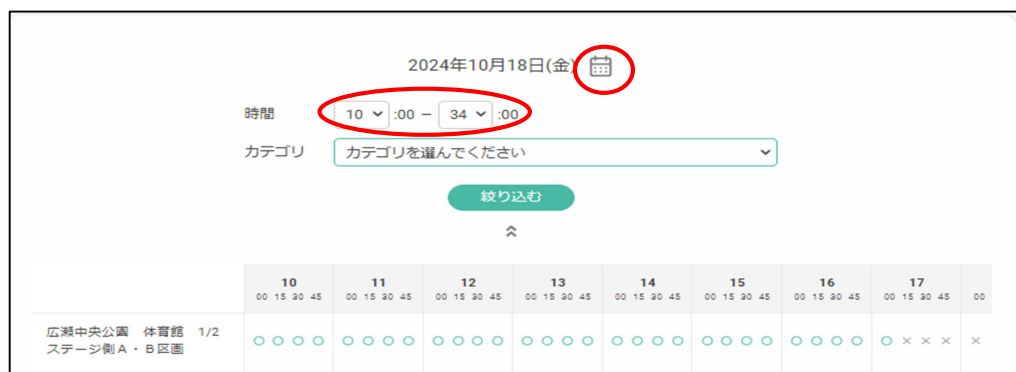 2024年10月18日(金)
時間 10 :00 – 34 :00
カテゴリ カテゴリを選んでください
絞り込む
10 11 12 13 14 15 16 17
00 15 30 45 00 15 30 45 00 15 30 45 00 15 30 45 00 15 30 45 00 15 30 45 00 15 30 45 00 15 30 45 00
広瀬中央公園 体育館 1/2
ステージ側A・B区画
○ ○ ○ ○ ○ ○ ○ ○ ○ ○ ○ ○ ○ ○ ○ ○ ○ ○ ○ ○ ○ ○ ○ ○ ○ ○ ○ ○ ○ × × × ×